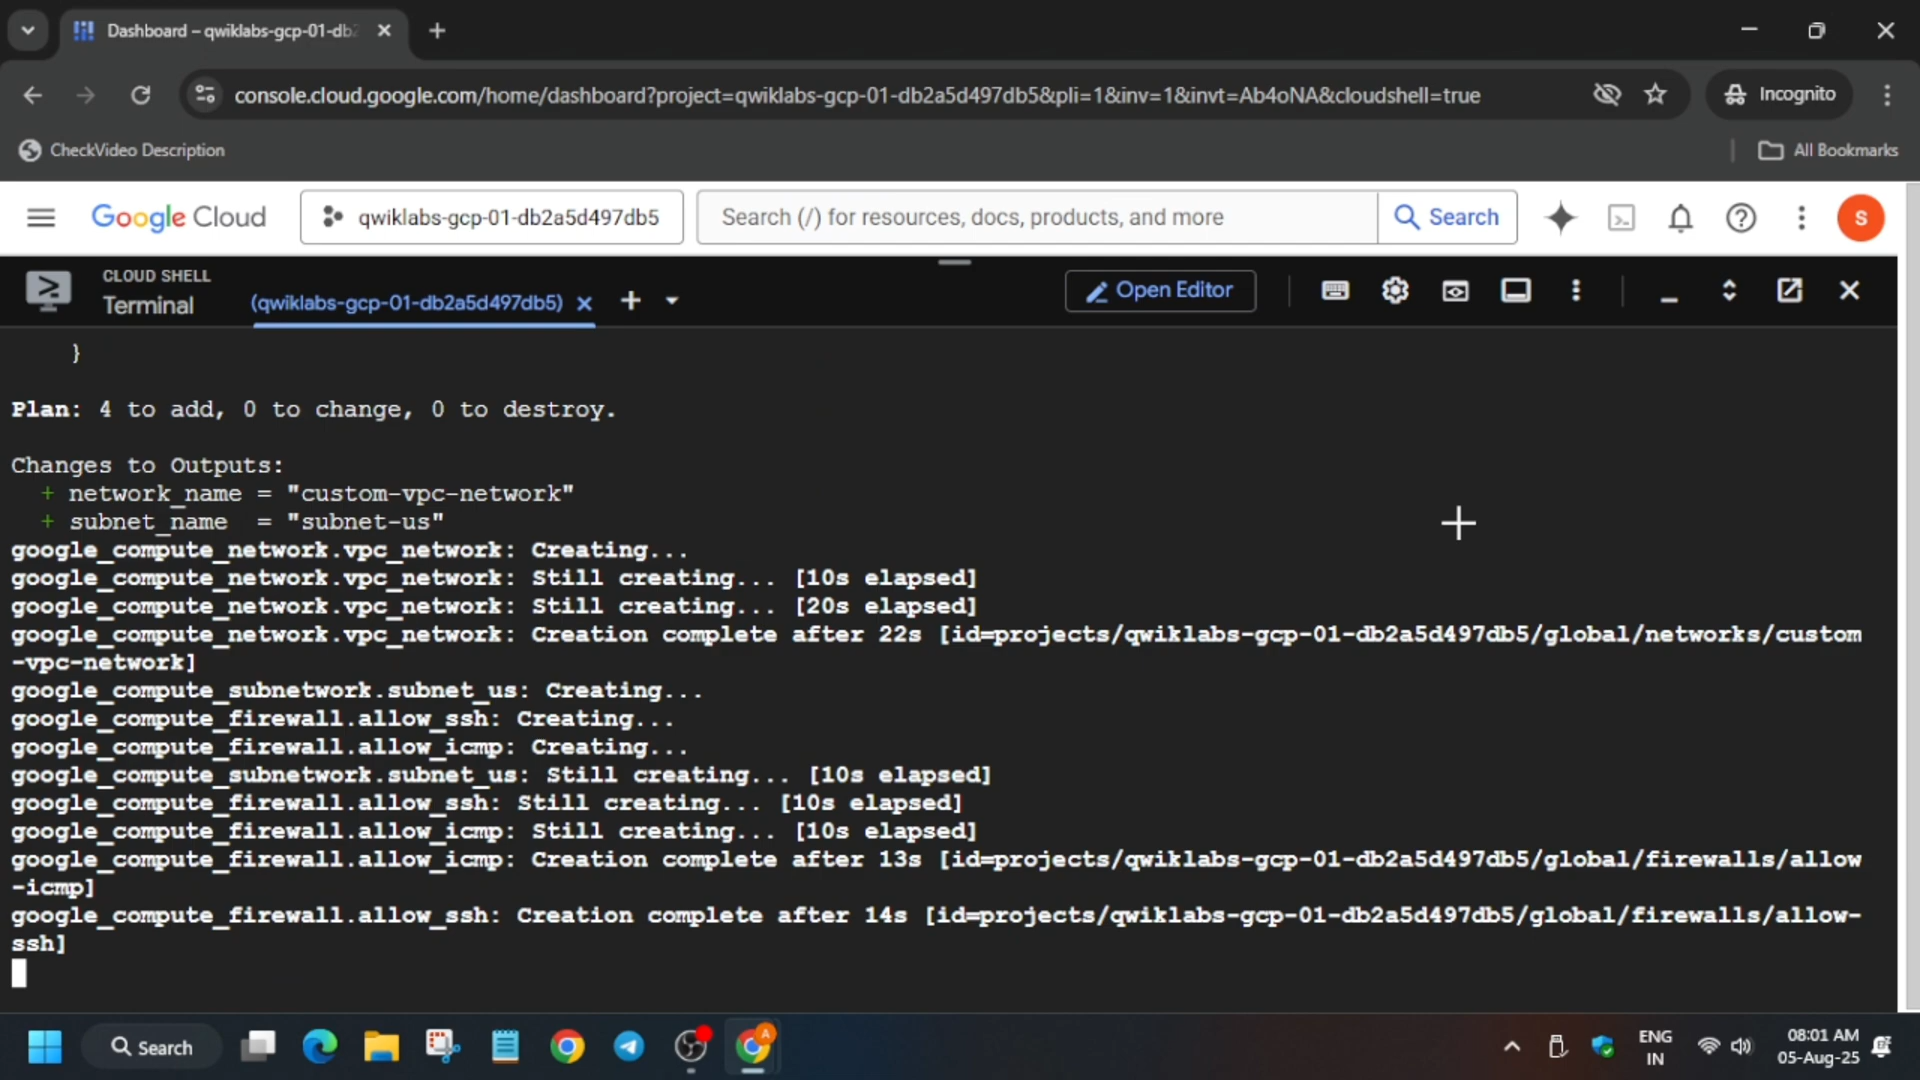 Dashboard – qwiklabs-gcp-01-db2
console.cloud.google.com/home/dashboard?project=qwiklabs-gcp-01-db2a5d497db5&pli=1&inv=1&invt=Ab4oNA&cloudshell=true
Incognito
CheckVideo Description
All Bookmarks
Google Cloud
qwiklabs-gcp-01-db2a5d497db5
Search (/) for resources, docs, products, and more
Search
S
CLOUD SHELL
Terminal
(qwiklabs-gcp-01-db2a5d497db5)
Open Editor
}
Plan: 4 to add, 0 to change, 0 to destroy.
Changes to Outputs:
+ network_name = "custom-vpc-network"
+ subnet_name  = "subnet-us"
google_compute_network.vpc_network: Creating...
google_compute_network.vpc_network: Still creating... [10s elapsed]
google_compute_network.vpc_network: Still creating... [20s elapsed]
google_compute_network.vpc_network: Creation complete after 22s [id=projects/qwiklabs-gcp-01-db2a5d497db5/global/networks/custom
-vpc-network]
google_compute_subnetwork.subnet_us: Creating...
google_compute_firewall.allow_ssh: Creating...
google_compute_firewall.allow_icmp: Creating...
google_compute_subnetwork.subnet_us: Still creating... [10s elapsed]
google_compute_firewall.allow_ssh: Still creating... [10s elapsed]
google_compute_firewall.allow_icmp: Still creating... [10s elapsed]
google_compute_firewall.allow_icmp: Creation complete after 13s [id=projects/qwiklabs-gcp-01-db2a5d497db5/global/firewalls/allow
-icmp]
google_compute_firewall.allow_ssh: Creation complete after 14s [id=projects/qwiklabs-gcp-01-db2a5d497db5/global/firewalls/allow-
ssh]
Search
A
ENG
IN
08:01 AM
05-Aug-25